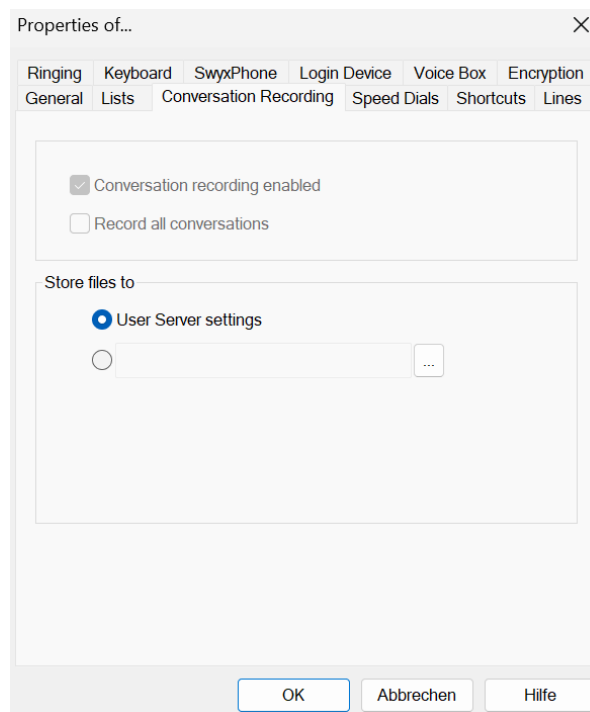 Properties of...
Ringing Keyboard SwyxPhone Login Device Voice Box Encryption
General Lists Conversation Recording Speed Dials Shortcuts Lines
Conversation recording enabled
Record all conversations
Store files to
User Server settings
...
OK Abbrechen Hilfe